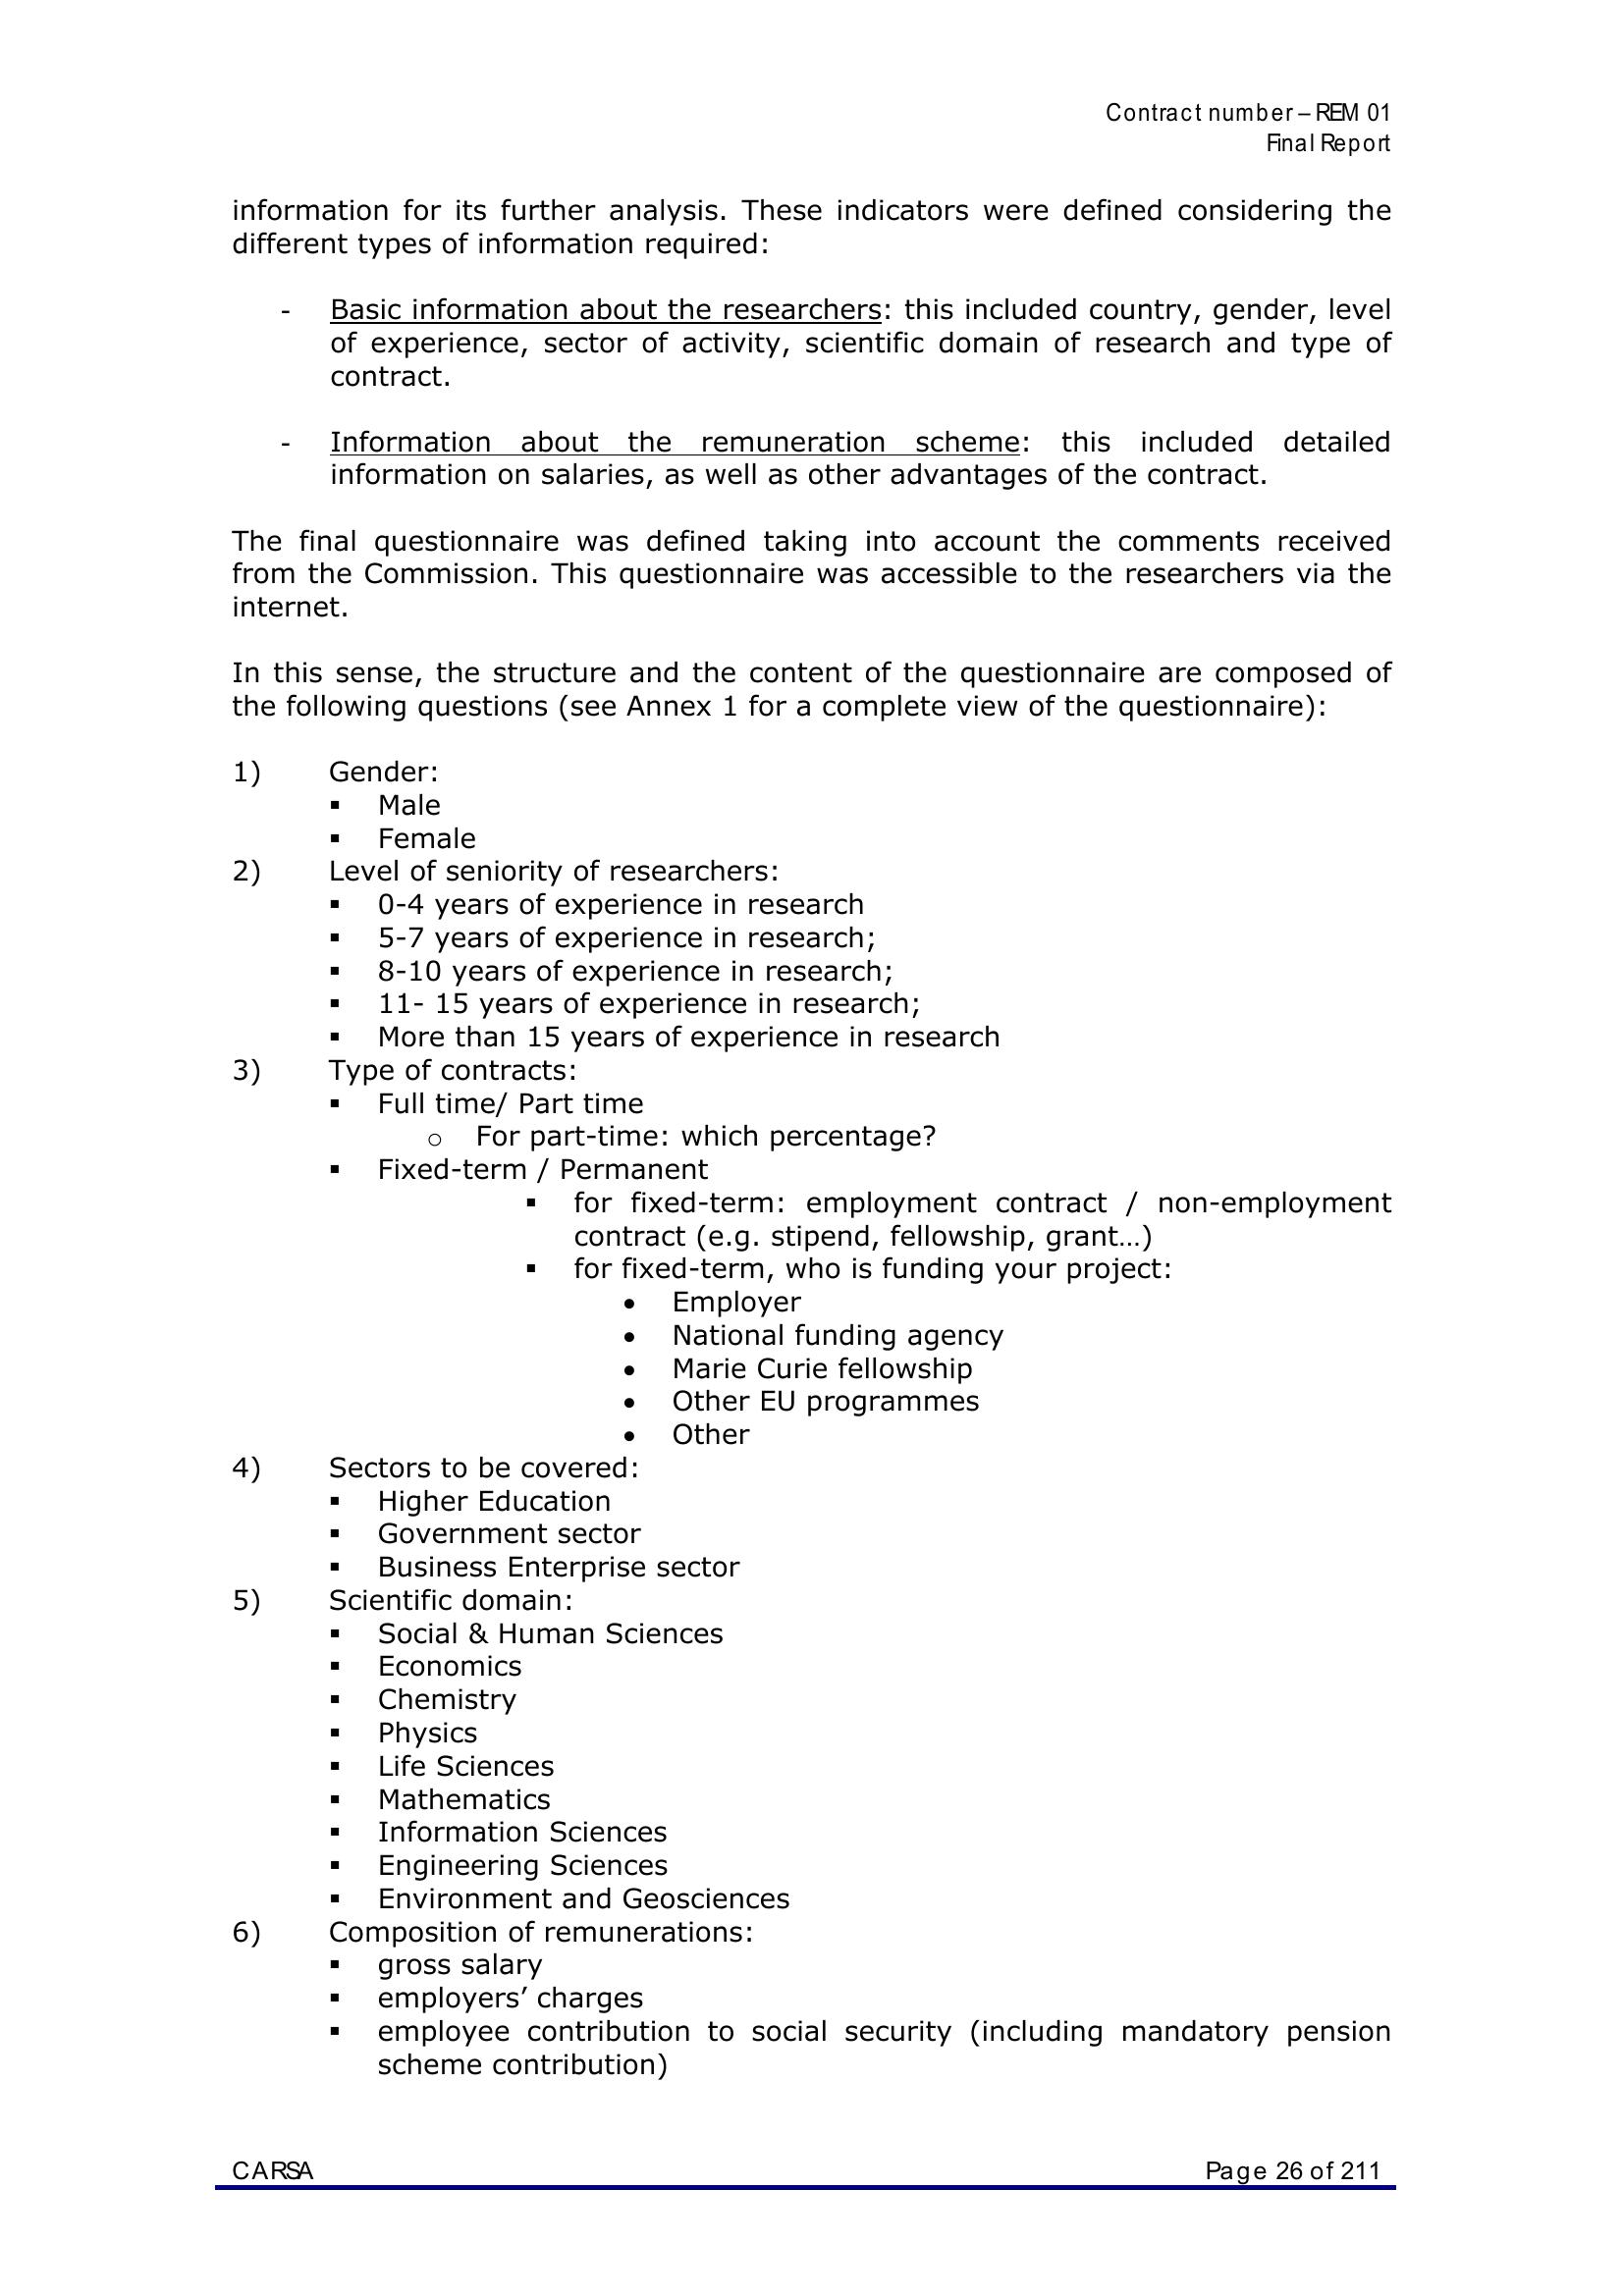 Contract number – REM 01
Final Report
information for its further analysis. These indicators were defined considering the
different types of information required:
- Basic information about the researchers: this included country, gender, level
of experience, sector of activity, scientific domain of research and type of
contract.
- Information about the remuneration scheme: this included detailed
information on salaries, as well as other advantages of the contract.
The final questionnaire was defined taking into account the comments received
from the Commission. This questionnaire was accessible to the researchers via the
internet.
In this sense, the structure and the content of the questionnaire are composed of
the following questions (see Annex 1 for a complete view of the questionnaire):
1) Gender:
▪ Male
▪ Female
2) Level of seniority of researchers:
▪ 0-4 years of experience in research
▪ 5-7 years of experience in research;
▪ 8-10 years of experience in research;
▪ 11- 15 years of experience in research;
▪ More than 15 years of experience in research
3) Type of contracts:
▪ Full time/ Part time
o For part-time: which percentage?
▪ Fixed-term / Permanent
▪ for fixed-term: employment contract / non-employment
contract (e.g. stipend, fellowship, grant…)
▪ for fixed-term, who is funding your project:
• Employer
• National funding agency
• Marie Curie fellowship
• Other EU programmes
• Other
4) Sectors to be covered:
▪ Higher Education
▪ Government sector
▪ Business Enterprise sector
5) Scientific domain:
▪ Social & Human Sciences
▪ Economics
▪ Chemistry
▪ Physics
▪ Life Sciences
▪ Mathematics
▪ Information Sciences
▪ Engineering Sciences
▪ Environment and Geosciences
6) Composition of remunerations:
▪ gross salary
▪ employers’ charges
▪ employee contribution to social security (including mandatory pension
scheme contribution)
CARSA Page 26 of 211